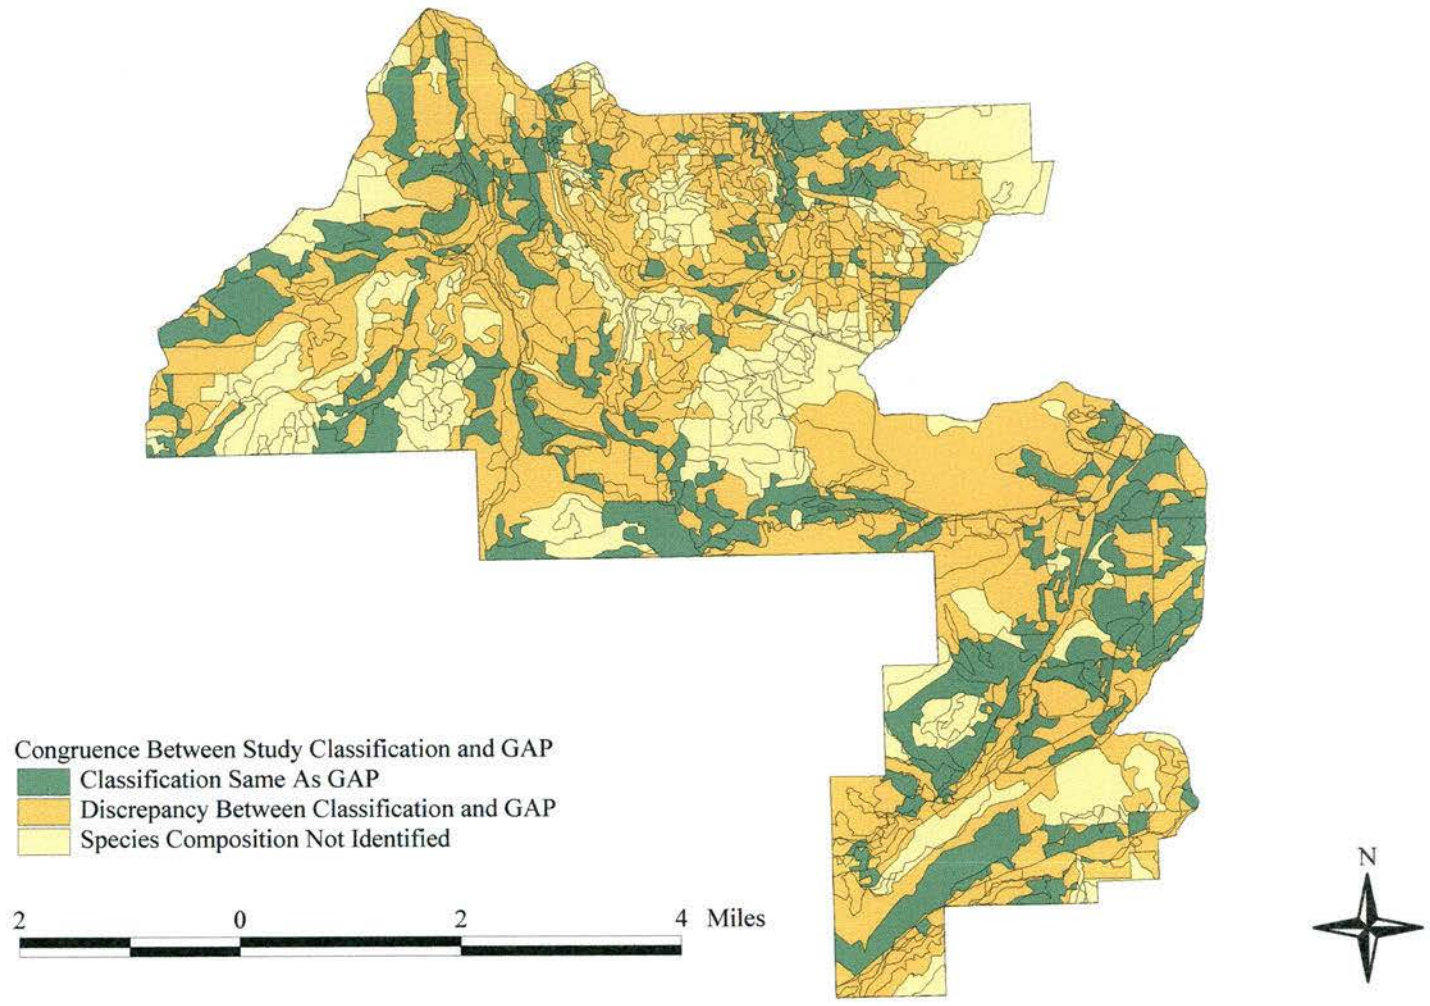 Congruence Between Study Classification and GAP
Classification Same As GAP
Discrepancy Between Classification and GAP
Species Composition Not Identified
2 0 2 4 Miles
N